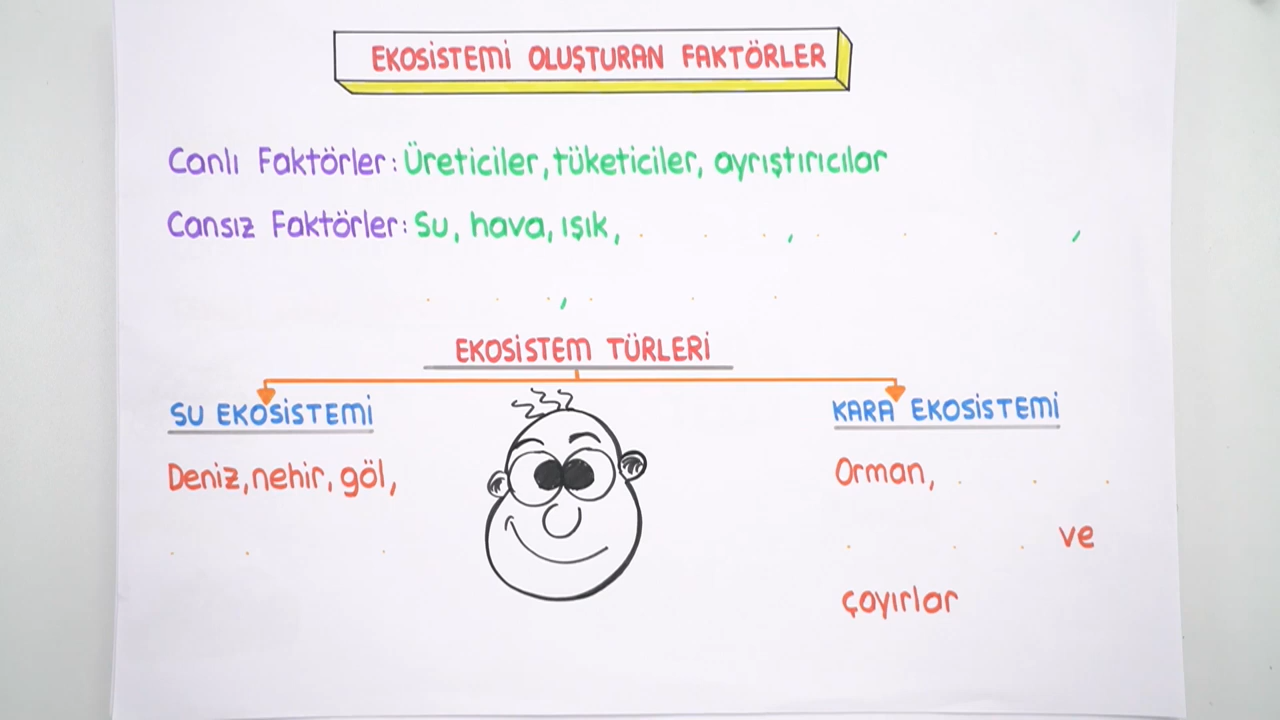 EKOSİSTEMİ OLUŞTURAN FAKTÖRLER
Canlı Faktörler: Üreticiler, tüketiciler, ayrıştırıcılar
Cansız Faktörler: Su, hava, ışık, , ,
,
EKOSİSTEM TÜRLERİ
SU EKOSİSTEMİ
Deniz, nehir, göl,
KARA EKOSİSTEMİ
Orman,
ve
çayırlar